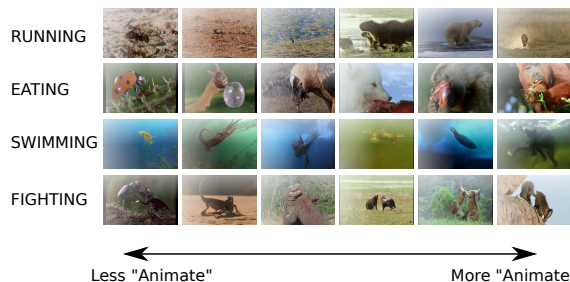 RUNNING
EATING
SWIMMING
FIGHTING
Less "Animate"
More "Animate